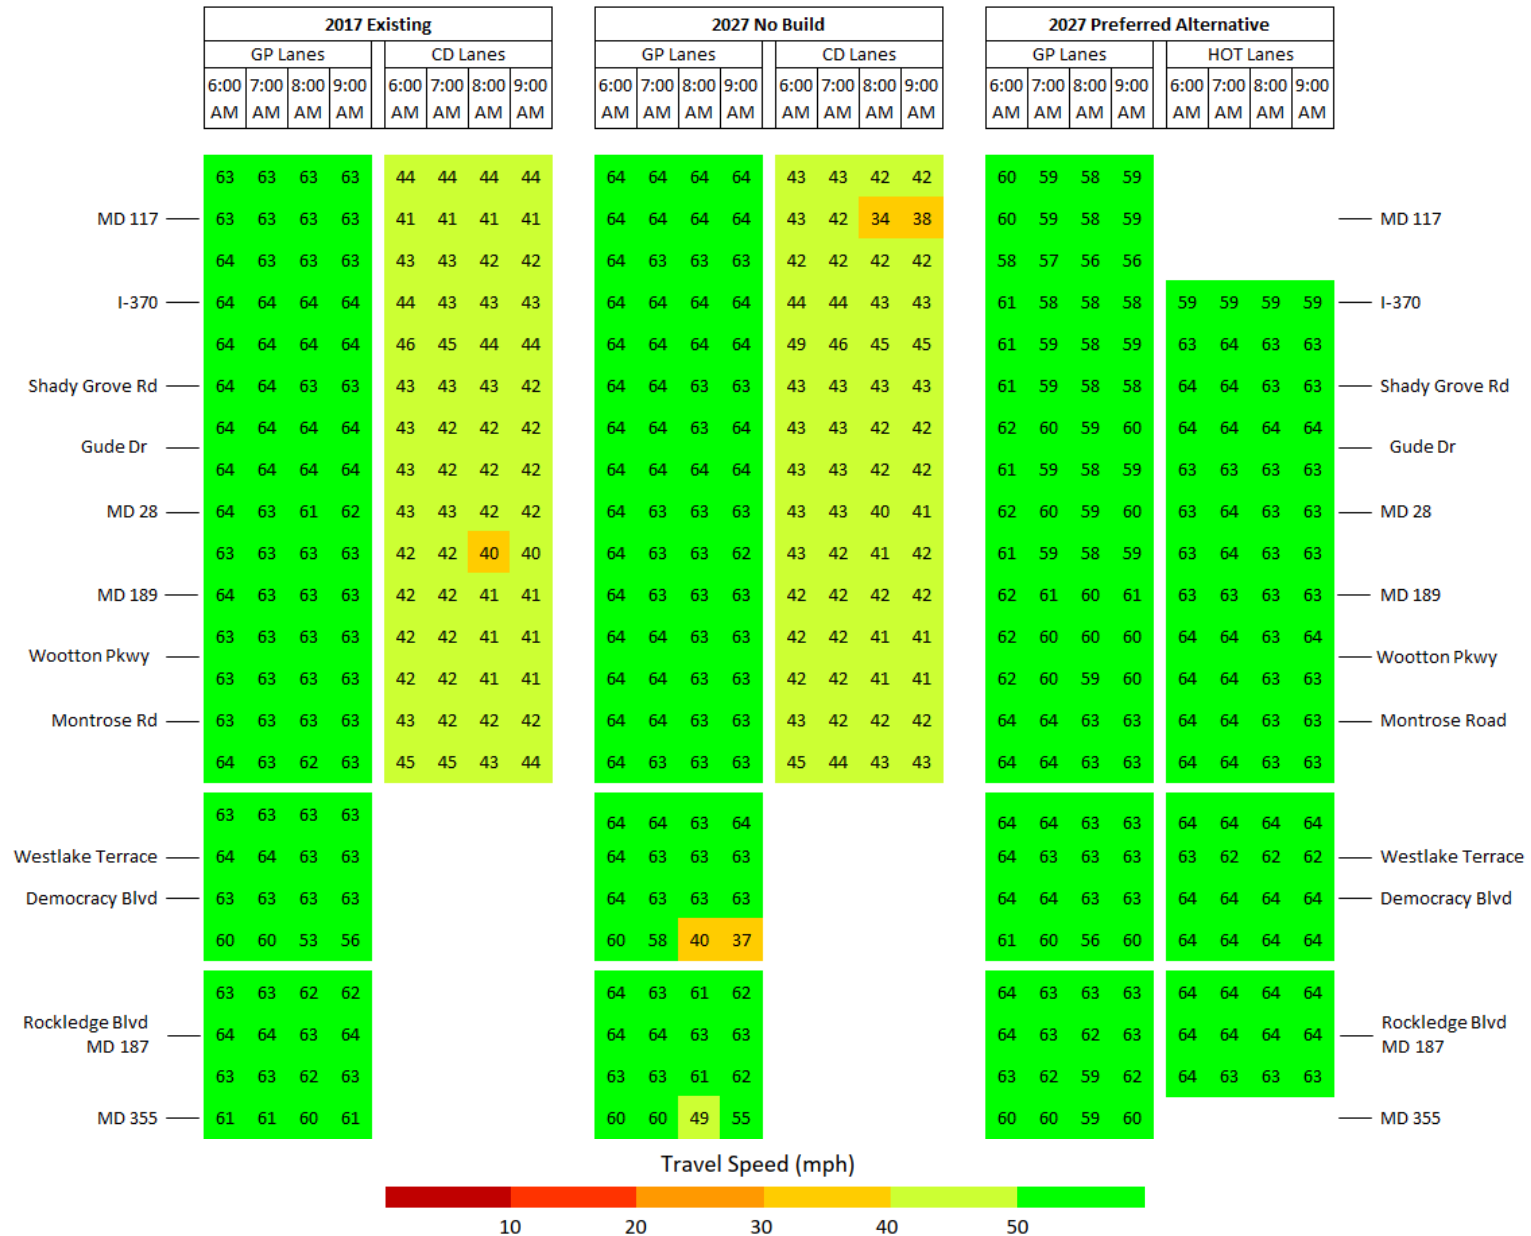 2017 Existing 2027 No Build 2027 Preferred Alternative
GP Lanes CD Lanes GP Lanes CD Lanes GP Lanes HOT Lanes
6:00 7:00 8:00 9:00 6:00 7:00 8:00 9:00 6:00 7:00 8:00 9:00 6:00 7:00 8:00 9:00 6:00 7:00 8:00 9:00 6:00 7:00 8:00 9:00
AM AM AM AM AM AM AM AM AM AM AM AM AM AM AM AM AM AM AM AM AM AM AM AM
63 63 63 63 44 44 44 44 64 64 64 64 43 43 42 42 60 59 58 59
MD 117 63 63 63 63 41 41 41 41 64 64 64 64 43 42 34 38 60 59 58 59 MD 117
64 63 63 63 43 43 42 42 64 63 63 63 42 42 42 42 58 57 56 56
I-370 64 64 64 64 44 43 43 43 64 64 64 64 44 44 43 43 61 58 58 58 59 59 59 59 I-370
64 64 64 64 46 45 44 44 64 64 64 64 49 46 45 45 61 59 58 59 63 64 63 63
Shady Grove Rd 64 64 63 63 43 43 43 42 64 64 63 63 43 43 43 43 61 59 58 58 64 64 63 63 Shady Grove Rd
64 64 64 64 43 42 42 42 64 64 63 64 43 43 42 42 62 60 59 60 64 64 64 64
Gude Dr Gude Dr
64 64 64 64 43 42 42 42 64 64 64 64 43 43 42 42 61 59 58 59 63 63 63 63
MD 28 64 63 61 62 43 43 42 42 64 63 63 63 43 43 40 41 62 60 59 60 63 64 63 63 MD 28
63 63 63 63 42 42 40 40 64 63 63 62 43 42 41 42 61 59 58 59 63 64 63 63
MD 189 64 63 63 63 42 42 41 41 64 63 63 63 42 42 42 42 62 61 60 61 63 63 63 63 MD 189
63 63 63 63 42 42 41 41 64 64 63 63 42 42 41 41 62 60 60 60 64 64 63 64
Wootton Pkwy Wootton Pkwy
63 63 63 63 42 42 41 41 64 64 63 63 42 42 41 41 62 60 59 60 64 64 63 63
Montrose Rd 63 63 63 63 43 42 42 42 64 64 63 63 43 42 42 42 64 64 63 63 64 64 63 63 Montrose Road
64 63 62 63 45 45 43 44 64 63 63 63 45 44 43 43 64 64 63 63 64 64 63 63
63 63 63 63 64 64 63 64 64 64 63 63 64 64 64 64
Westlake Terrace 64 64 63 63 64 63 63 63 64 63 63 63 63 62 62 62 Westlake Terrace
Democracy Blvd 63 63 63 63 64 63 63 63 64 64 63 63 64 64 64 64 Democracy Blvd
60 60 53 56 60 58 40 37 61 60 56 60 64 64 64 64
63 63 62 62 64 63 61 62 64 63 63 63 64 64 64 64
Rockledge Blvd Rockledge Blvd
64 64 63 64 64 64 63 63 64 63 62 63 64 64 64 64
MD 187 MD 187
63 63 62 63 63 63 61 62 63 62 59 62 64 63 63 63
MD 355 61 61 60 61 60 60 49 55 60 60 59 60 MD 355
Travel Speed (mph)
10 20 30 40 50